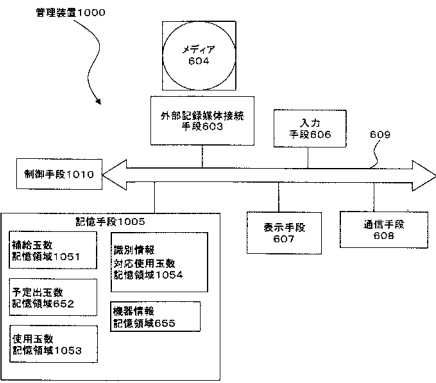 管理装置1000
メディア
604
外部記録媒体接続
手段603
入力
手段606
609
制御手段1010
記憶手段1005
補給玉数
記憶領域1051
識別情報
対応使用玉数
記憶領域1054
予定出玉数
記憶領域652
機器情報
記憶領域655
使用玉数
記憶領域1053
表示手段
607
通信手段
608